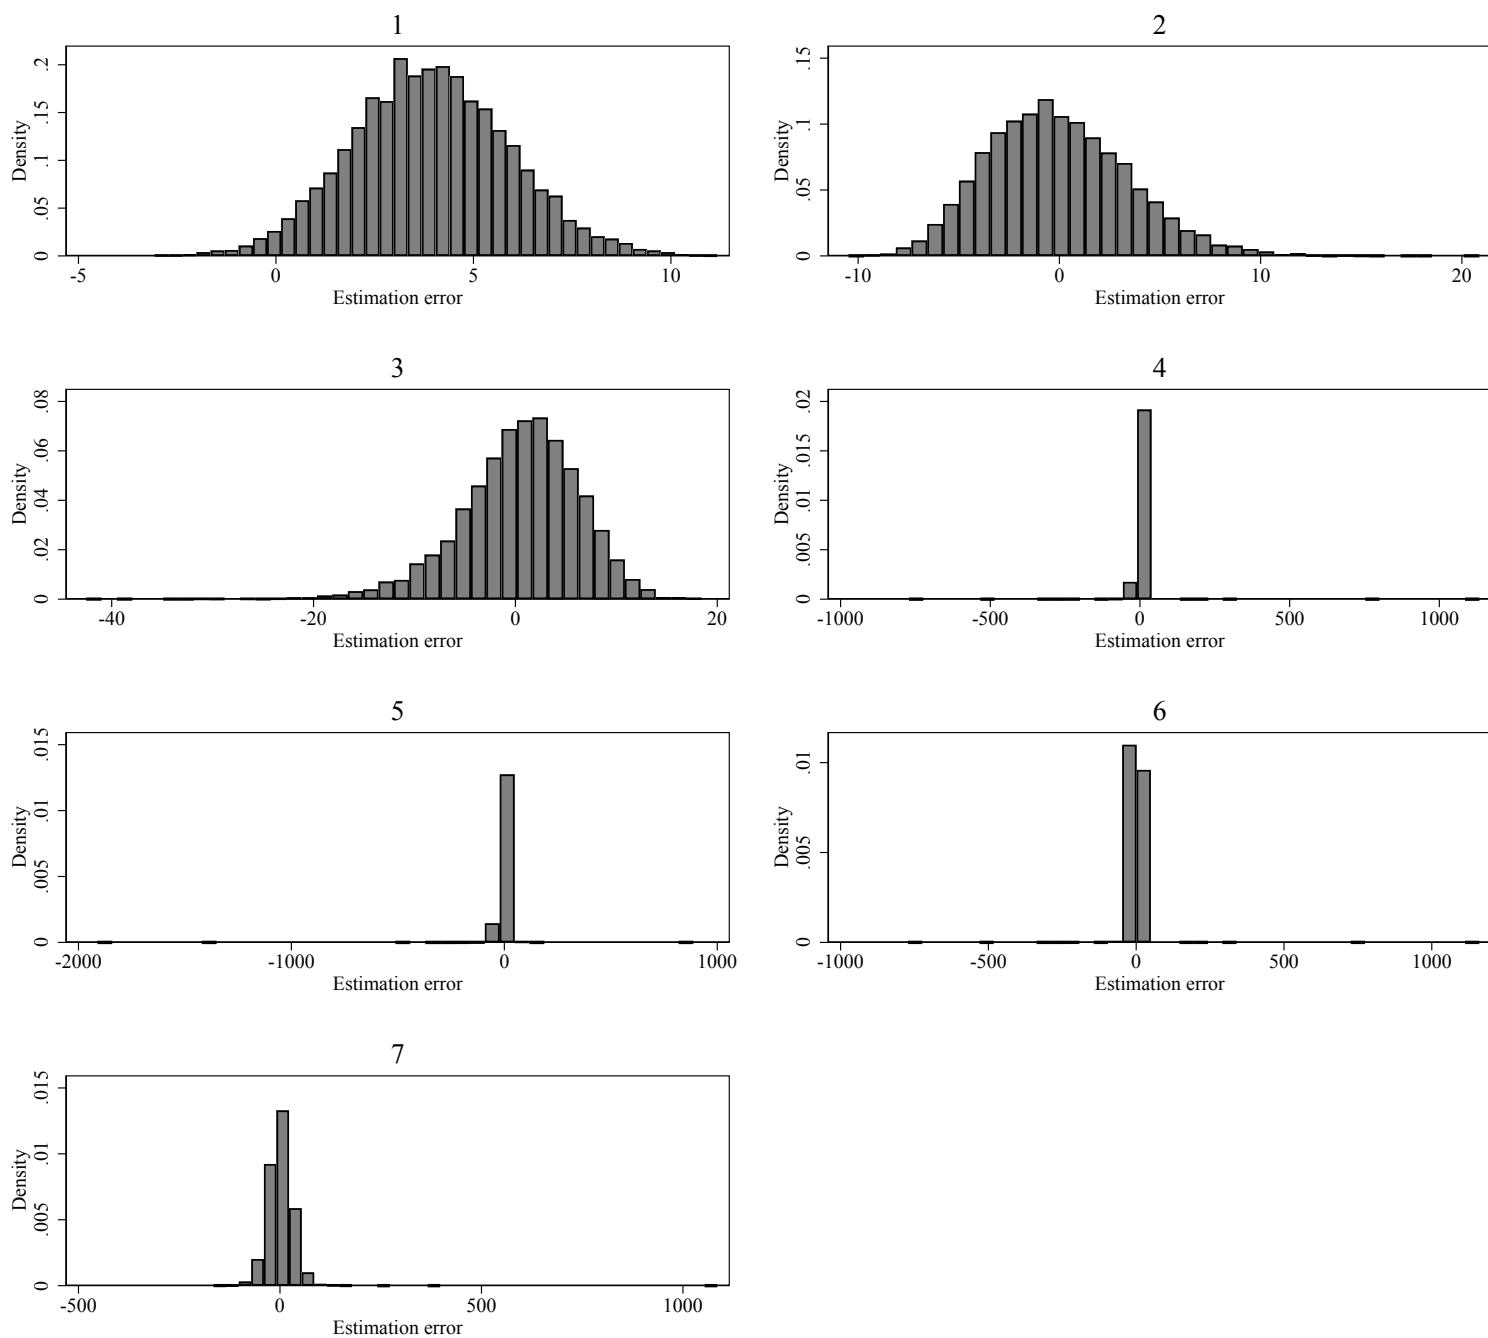 1
Density
0 .05 .1 .15 .2
-5 0 5 10
Estimation error
2
Density
0 .05 .1 .15
-10 0 10 20
Estimation error
3
Density
0 .02 .04 .06 .08
-40 -20 0 20
Estimation error
4
Density
0 .005 .01 .015 .02
-1000 -500 0 500 1000
Estimation error
5
Density
0 .005 .01 .015
-2000 -1000 0 1000
Estimation error
6
Density
0 .005 .01
-1000 -500 0 500 1000
Estimation error
7
Density
0 .005 .01 .015
-500 0 500 1000
Estimation error